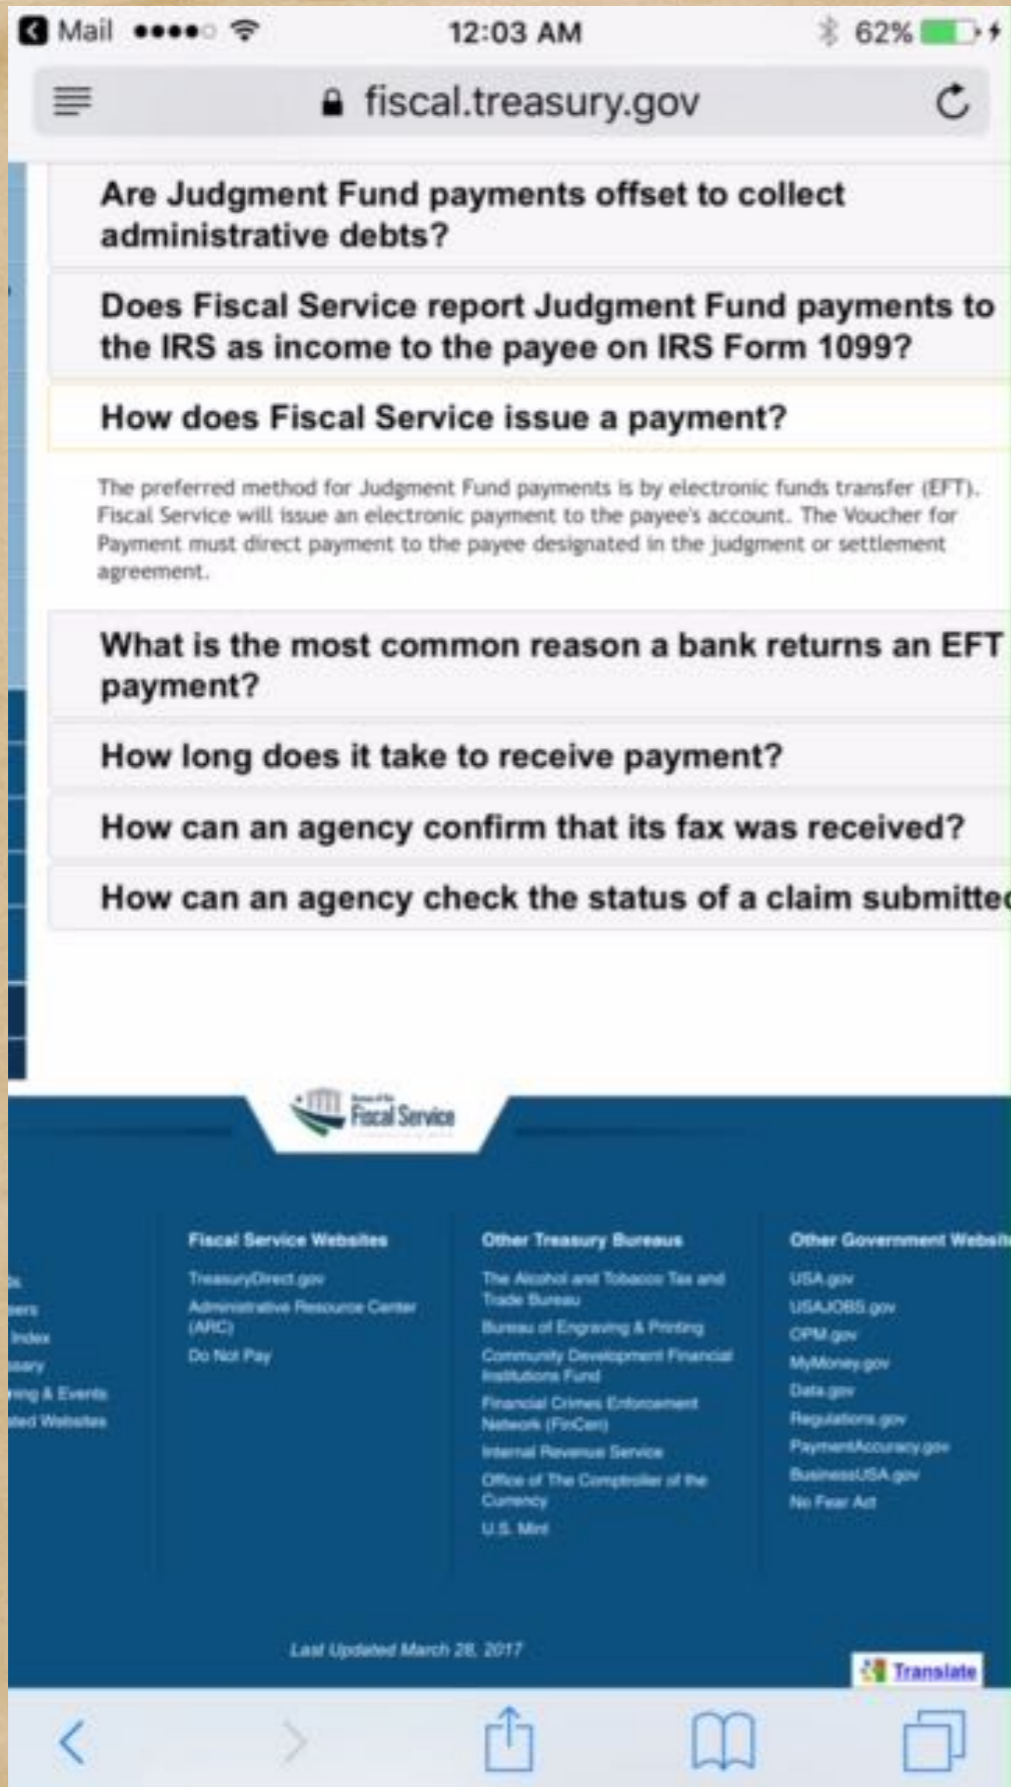 Mail
12:03 AM
62%
fiscal.treasury.gov
Are Judgment Fund payments offset to collect
administrative debts?
Does Fiscal Service report Judgment Fund payments to
the IRS as income to the payee on IRS Form 1099?
How does Fiscal Service issue a payment?
The preferred method for Judgment Fund payments is by electronic funds transfer (EFT).
Fiscal Service will issue an electronic payment to the payee's account. The Voucher for
Payment must direct payment to the payee designated in the judgment or settlement
agreement.
What is the most common reason a bank returns an EFT
payment?
How long does it take to receive payment?
How can an agency confirm that its fax was received?
How can an agency check the status of a claim submitted
Bureau of the
Fiscal Service
Index
ning & Events
ted Websites
Fiscal Service Websites
TreasuryDirect.gov
Administrative Resource Center
(ARC)
Do Not Pay
Other Treasury Bureaus
The Alcohol and Tobacco Tax and
Trade Bureau
Bureau of Engraving & Printing
Community Development Financial
Institutions Fund
Financial Crimes Enforcement
Network (FinCen)
Internal Revenue Service
Office of The Comptroller of the
Currency
U.S. Mint
Other Government Website
USA.gov
USAJOBS.gov
OPM.gov
MyMoney.gov
Data.gov
Regulations.gov
PaymentAccuracy.gov
BusinessUSA.gov
No Fear Act
Last Updated March 28, 2017
Translate